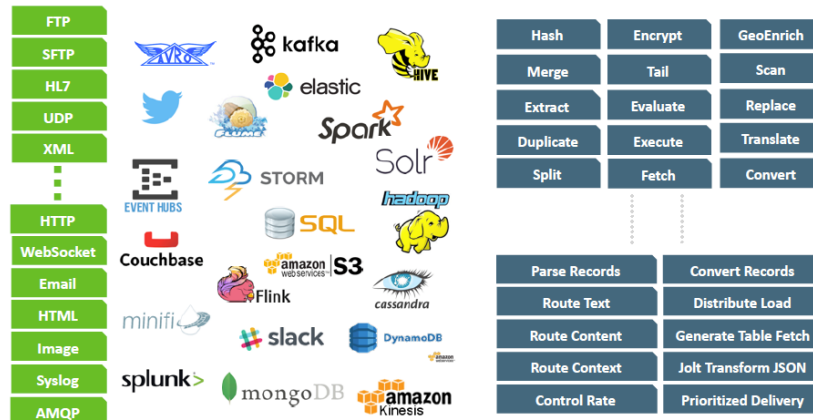 FTP
SFTP
HL7
UDP
XML
HTTP
WebSocket
Email
HTML
Image
Syslog
AMQP
AVRO
kafka
HIVE
elastic
FLUME
Spark
Solr
EVENT HUBS
STORM
hadoop
SQL
Couchbase
amazon
web services
S3
Flink
cassandra
minifi
slack
DynamoDB
splunk>
mongoDB
amazon
Kinesis
Hash
Encrypt
GeoEnrich
Merge
Tail
Scan
Extract
Evaluate
Replace
Duplicate
Execute
Translate
Split
Fetch
Convert
Parse Records
Convert Records
Route Text
Distribute Load
Route Content
Generate Table Fetch
Route Context
Jolt Transform JSON
Control Rate
Prioritized Delivery